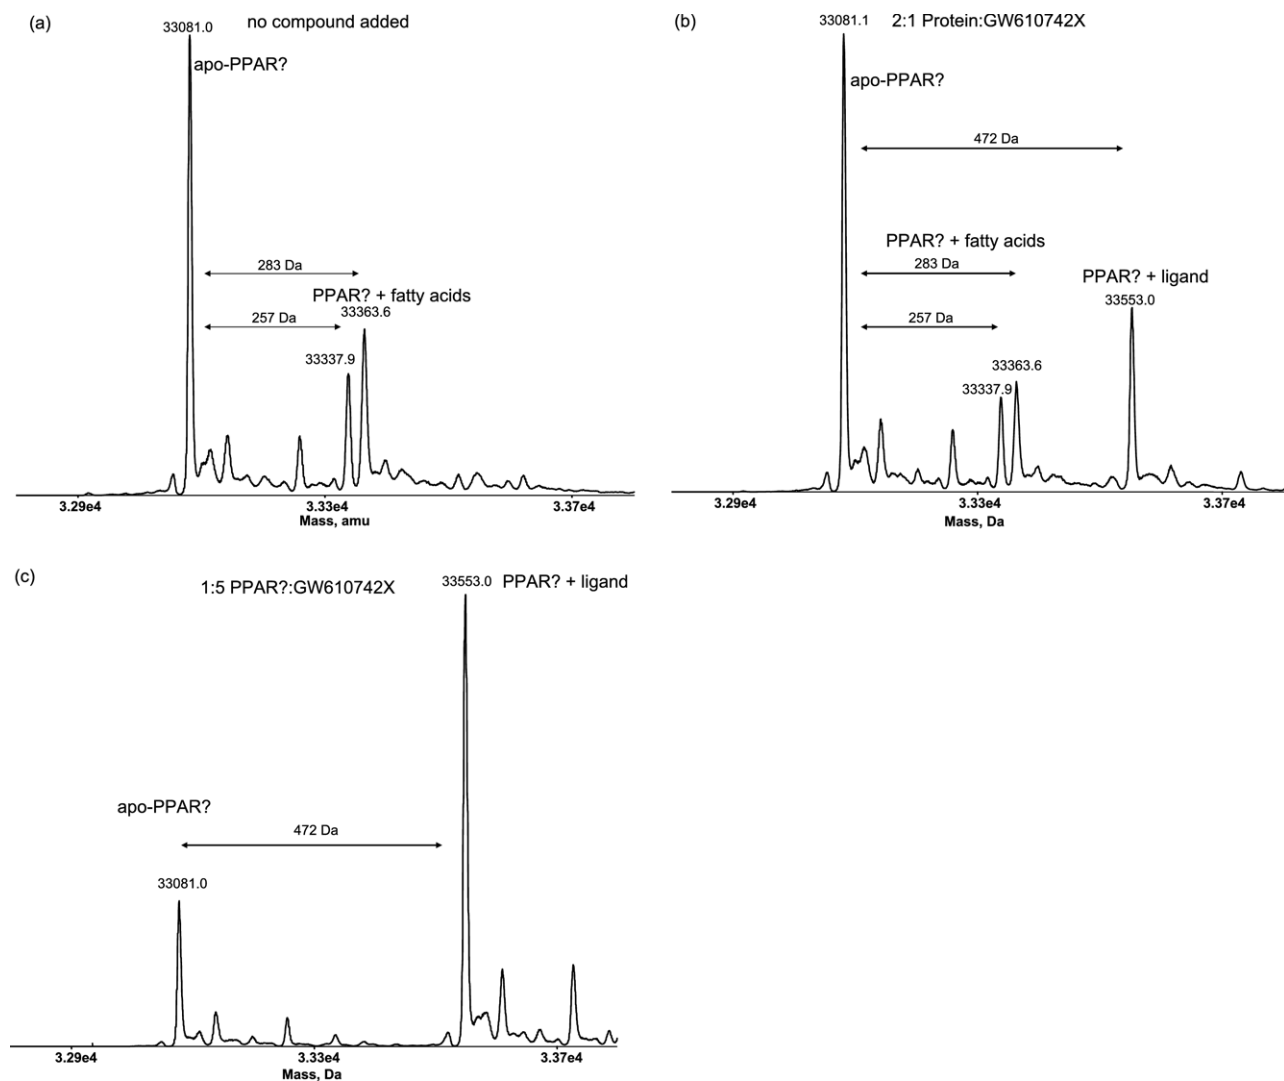 (a)
no compound added
33081.0
apo-PPAR?
283 Da
PPAR? + fatty acids
33363.6
257 Da
33337.9
3.29e4
3.33e4
3.37e4
Mass, amu
(b)
2:1 Protein:GW610742X
33081.1
apo-PPAR?
472 Da
PPAR? + fatty acids
283 Da
PPAR? + ligand
33553.0
257 Da
33363.6
33337.9
3.29e4
3.33e4
3.37e4
Mass, Da
(c)
1:5 PPAR?:GW610742X
33553.0
PPAR? + ligand
apo-PPAR?
472 Da
33081.0
3.29e4
3.33e4
3.37e4
Mass, Da